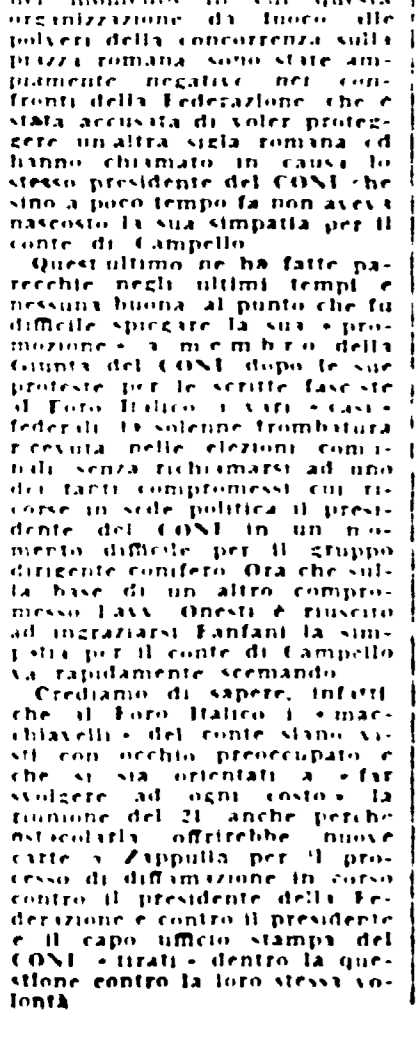 organizzazione da fuoco alle
polveri della concorrenza sulla
piazza romana sono state am-
piamente negative nei con-
fronti della Federazione che è
stata accusata di voler proteg-
gere un'altra sigla romana ed
hanno chiamato in causa lo
stesso presidente del CONI che
sino a poco tempo fa non aveva
nascosto la sua simpatia per il
conte di Campello
Quest'ultimo ne ha fatte pa-
recchie negli ultimi tempi e
nessuna buona al punto che fu
difficile spiegare la sua «pro-
mozione» a membro della
Giunta del CONI dopo le sue
proteste per le scritte fasciste
al Foro Italico i vari «casi»
federali la solenne trombatura
ricevuta nelle elezioni comu-
nali senza richiamarsi ad uno
dei tanti compromessi cui ri-
corse in sede politica il presi-
dente del CONI in un mo-
mento difficile per il gruppo
dirigente conifero Ora che sul-
la base di un altro compro-
messo l'avv. Onesti è riuscito
ad ingraziarsi Fanfani la sim-
patia per il conte di Campello
va rapidamente scemando
Crediamo di sapere, infatti
che al Foro Italico i «mac-
chiavelli» del conte siano vi-
sti con occhio preoccupato e
che si sia orientati a «far
svolgere ad ogni costo» la
riunione del 21 anche perchè
ostacolarla offrirebbe nuove
carte a Zappulla per il pro-
cesso di diffamazione in corso
contro il presidente della Fe-
derazione e contro il presidente
e il capo ufficio stampa del
CONI «tirati» dentro la que-
stione contro la loro stessa vo-
lontà